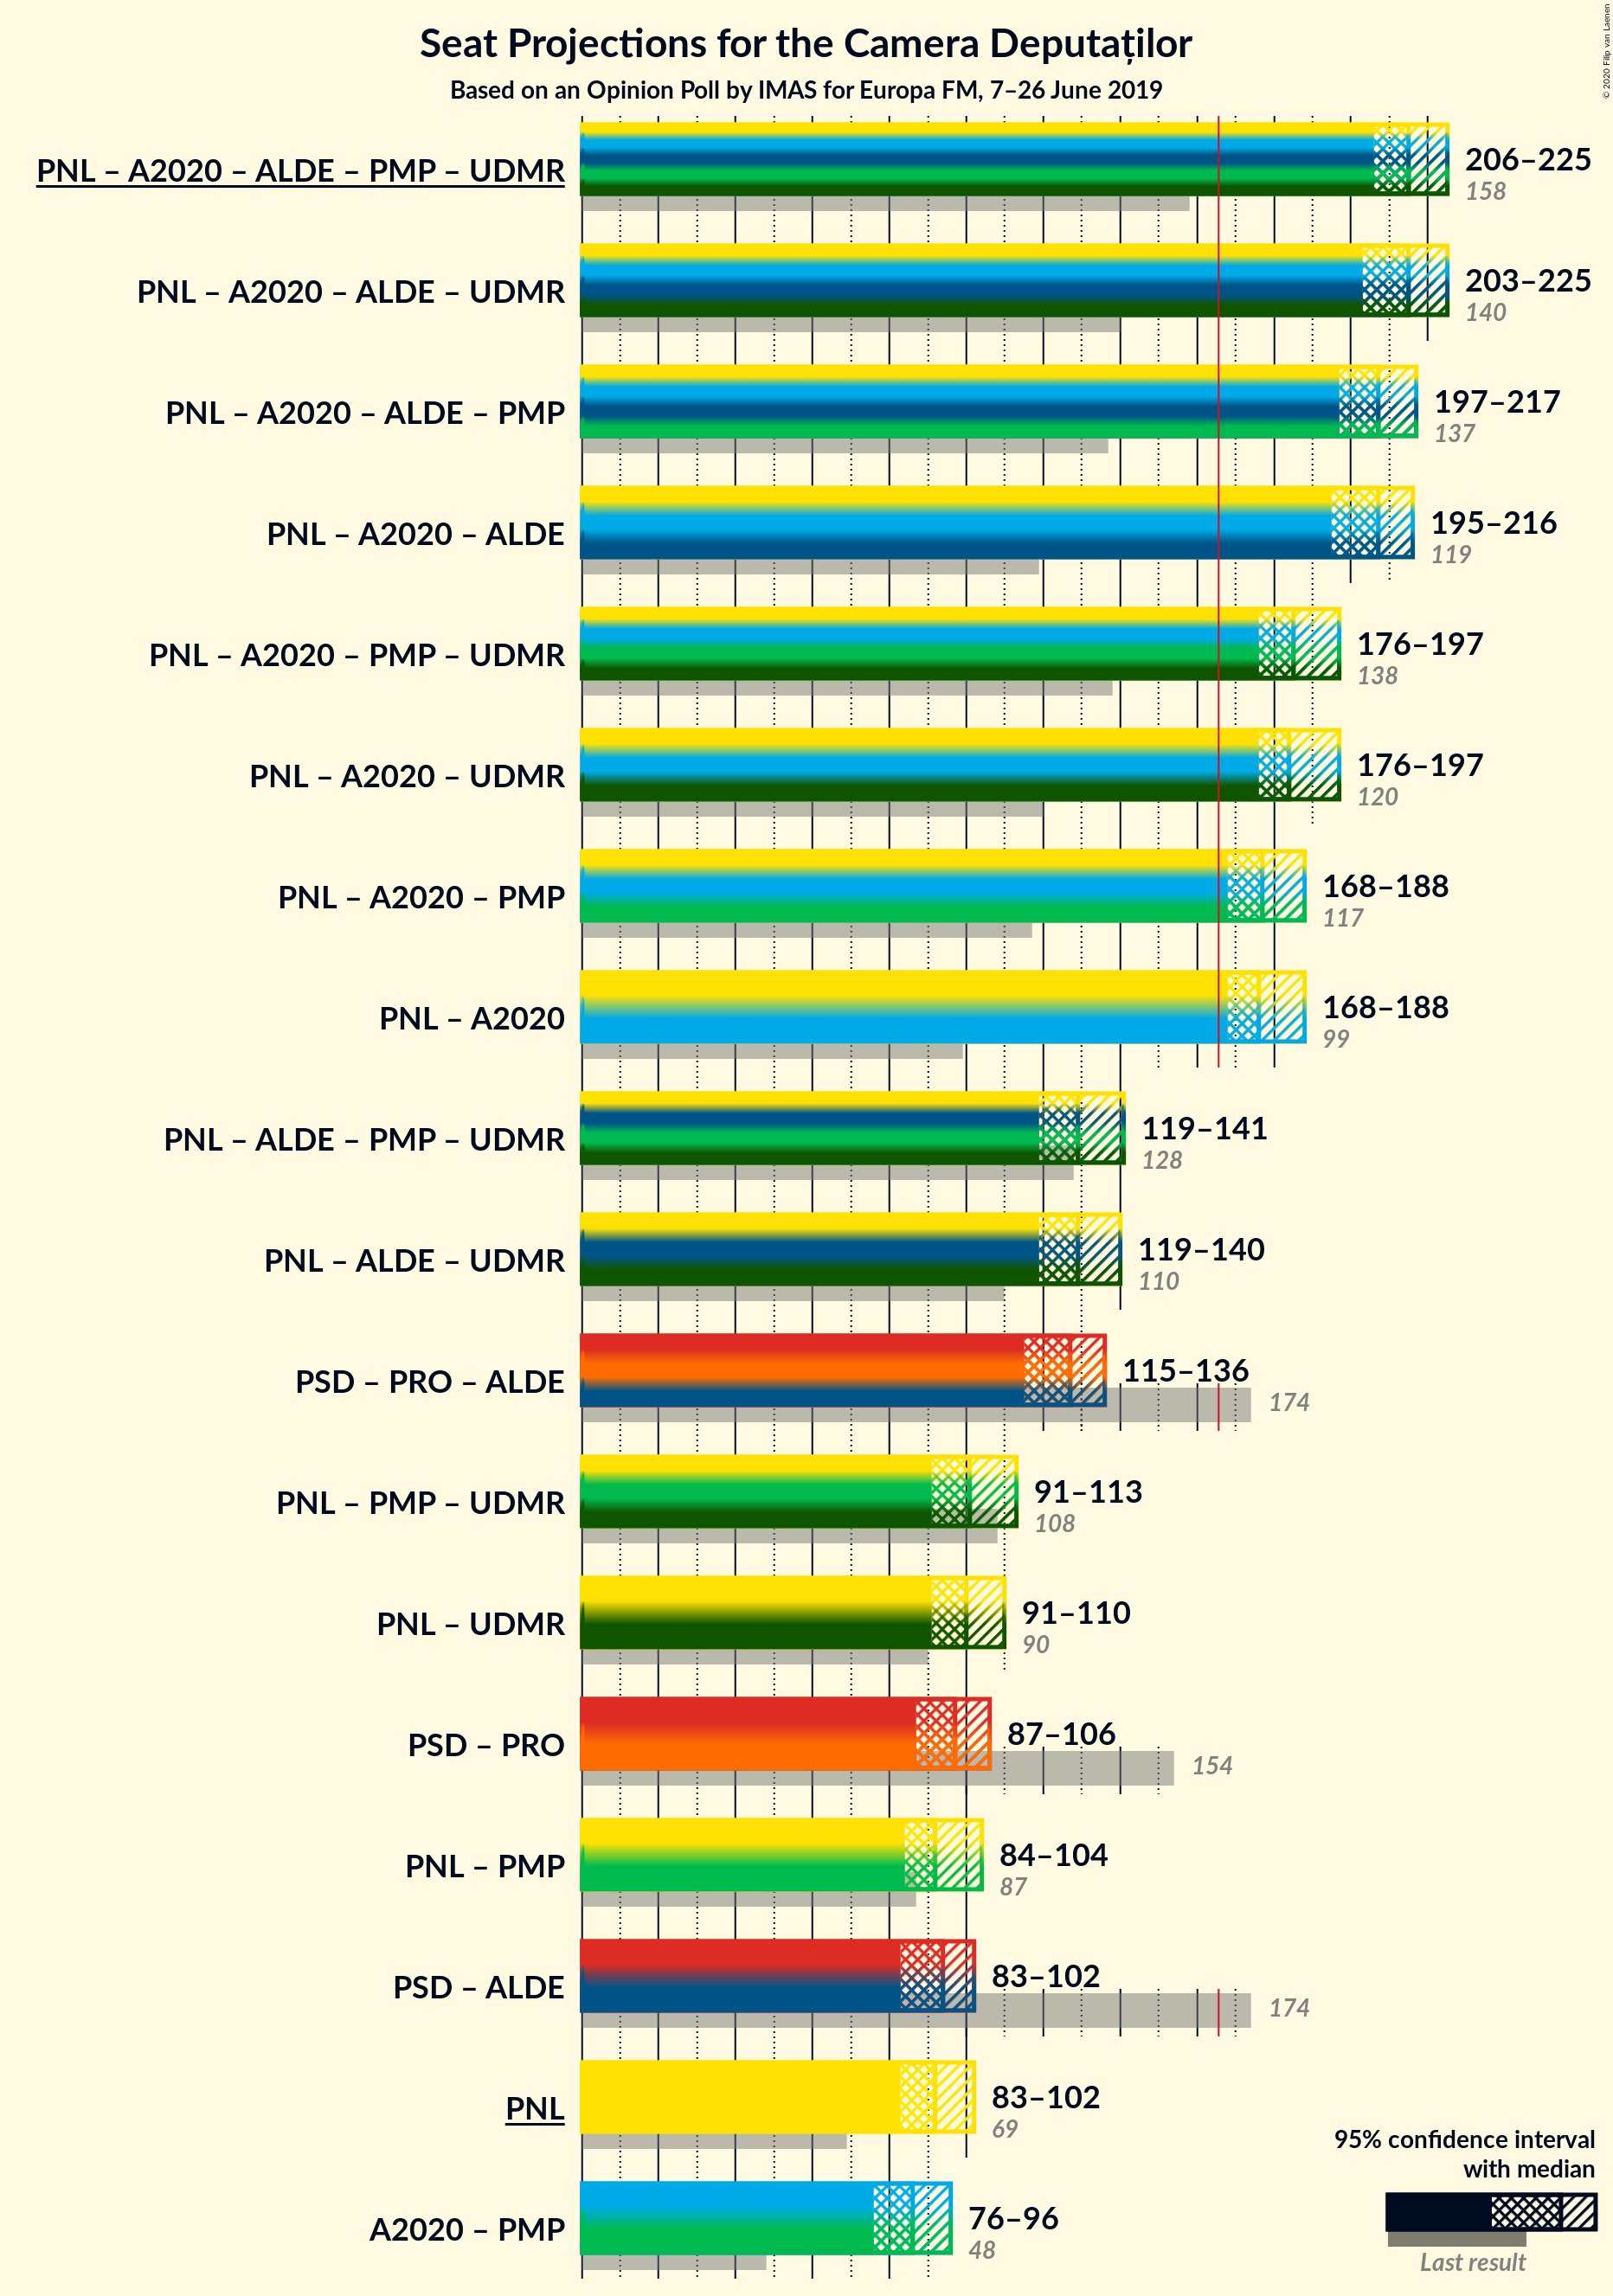 © 2020 Filip van Laenen
Seat Projections for the Camera Deputaților
Based on an Opinion Poll by IMAS for Europa FM, 7–26 June 2019
PNL – A2020 – ALDE – PMP – UDMR
206–225
158
PNL – A2020 – ALDE – UDMR
203–225
140
PNL – A2020 – ALDE – PMP
197–217
137
PNL – A2020 – ALDE
195–216
119
PNL – A2020 – PMP – UDMR
176–197
138
PNL – A2020 – UDMR
176–197
120
PNL – A2020 – PMP
168–188
117
PNL – A2020
168–188
99
PNL – ALDE – PMP – UDMR
119–141
128
PNL – ALDE – UDMR
119–140
110
PSD – PRO – ALDE
115–136
174
PNL – PMP – UDMR
91–113
108
PNL – UDMR
91–110
90
PSD – PRO
87–106
154
PNL – PMP
84–104
87
PSD – ALDE
83–102
174
PNL
83–102
69
A2020 – PMP
76–96
48
95% confidence interval
with median
Last result